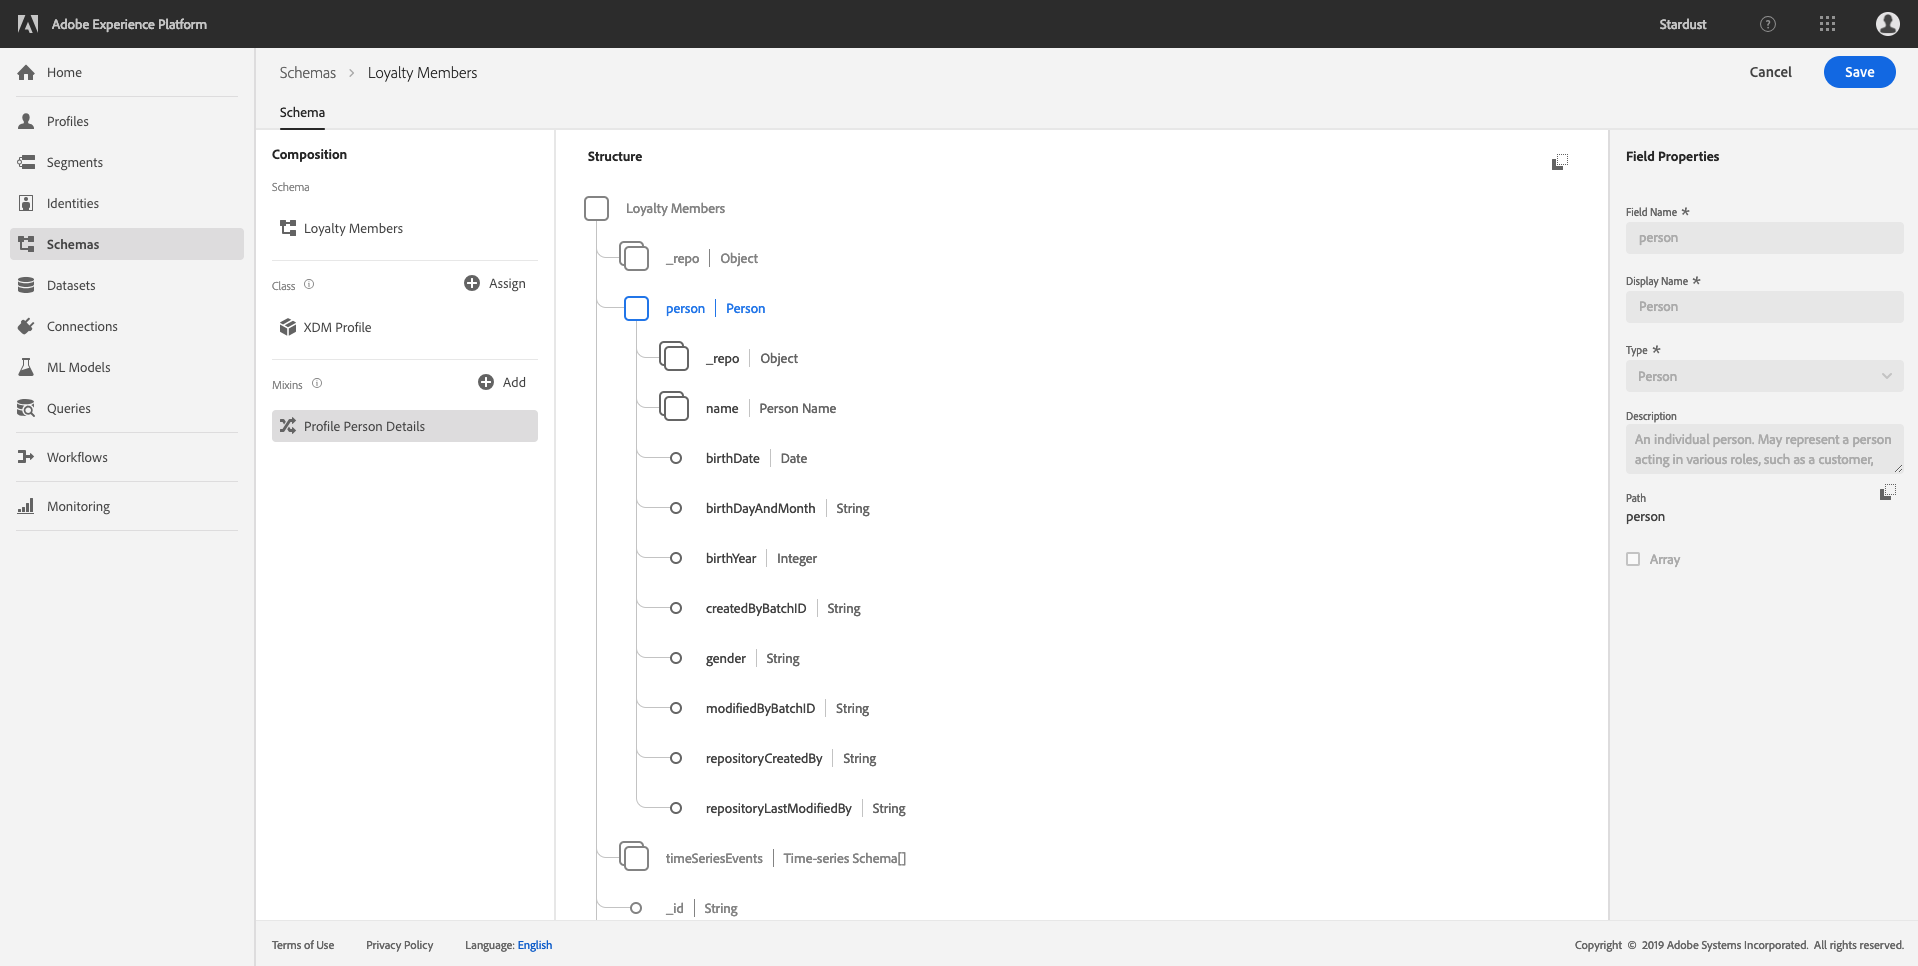 Adobe Experience Platform
Stardust
Home
Profiles
Segments
Identities
Schemas
Datasets
Connections
ML Models
Queries
Workflows
Monitoring
Schemas > Loyalty Members
Cancel
Save
Schema
Composition
Schema
Loyalty Members
Class
Assign
XDM Profile
Mixins
Add
Profile Person Details
Structure
Loyalty Members
_repo | Object
person | Person
_repo | Object
name | Person Name
birthDate | Date
birthDayAndMonth | String
birthYear | Integer
createdByBatchID | String
gender | String
modifiedByBatchID | String
repositoryCreatedBy | String
repositoryLastModifiedBy | String
timeSeriesEvents | Time-series Schema[]
_id | String
Field Properties
Field Name *
person
Display Name *
Person
Type *
Person
Description
An individual person. May represent a person
acting in various roles, such as a customer,
Path
person
Array
Terms of Use
Privacy Policy
Language: English
Copyright © 2019 Adobe Systems Incorporated. All rights reserved.